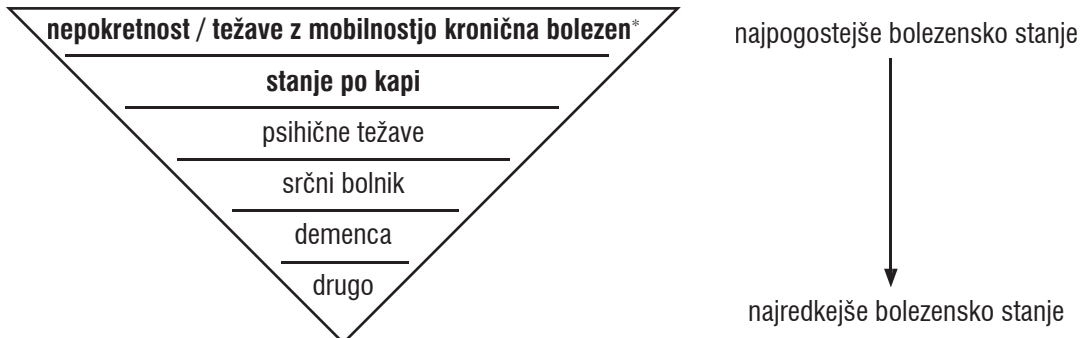 nepokretnost / težave z mobilnostjo kronična bolezen*
stanje po kapi
psihične težave
srčni bolnik
demenca
drugo
najpogostejše bolezensko stanje
najredkejše bolezensko stanje